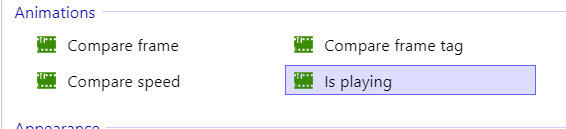 Animations
Compare frame
Compare frame tag
Compare speed
Is playing
Appearance